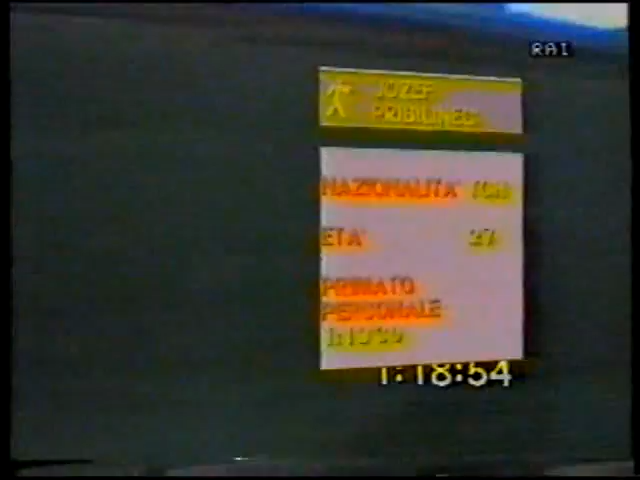 RAI
JOZEF
PRIBILINEC
NAZIONALITA'
ETA' 27
PRIMATO
PERSONALE
1:18:54